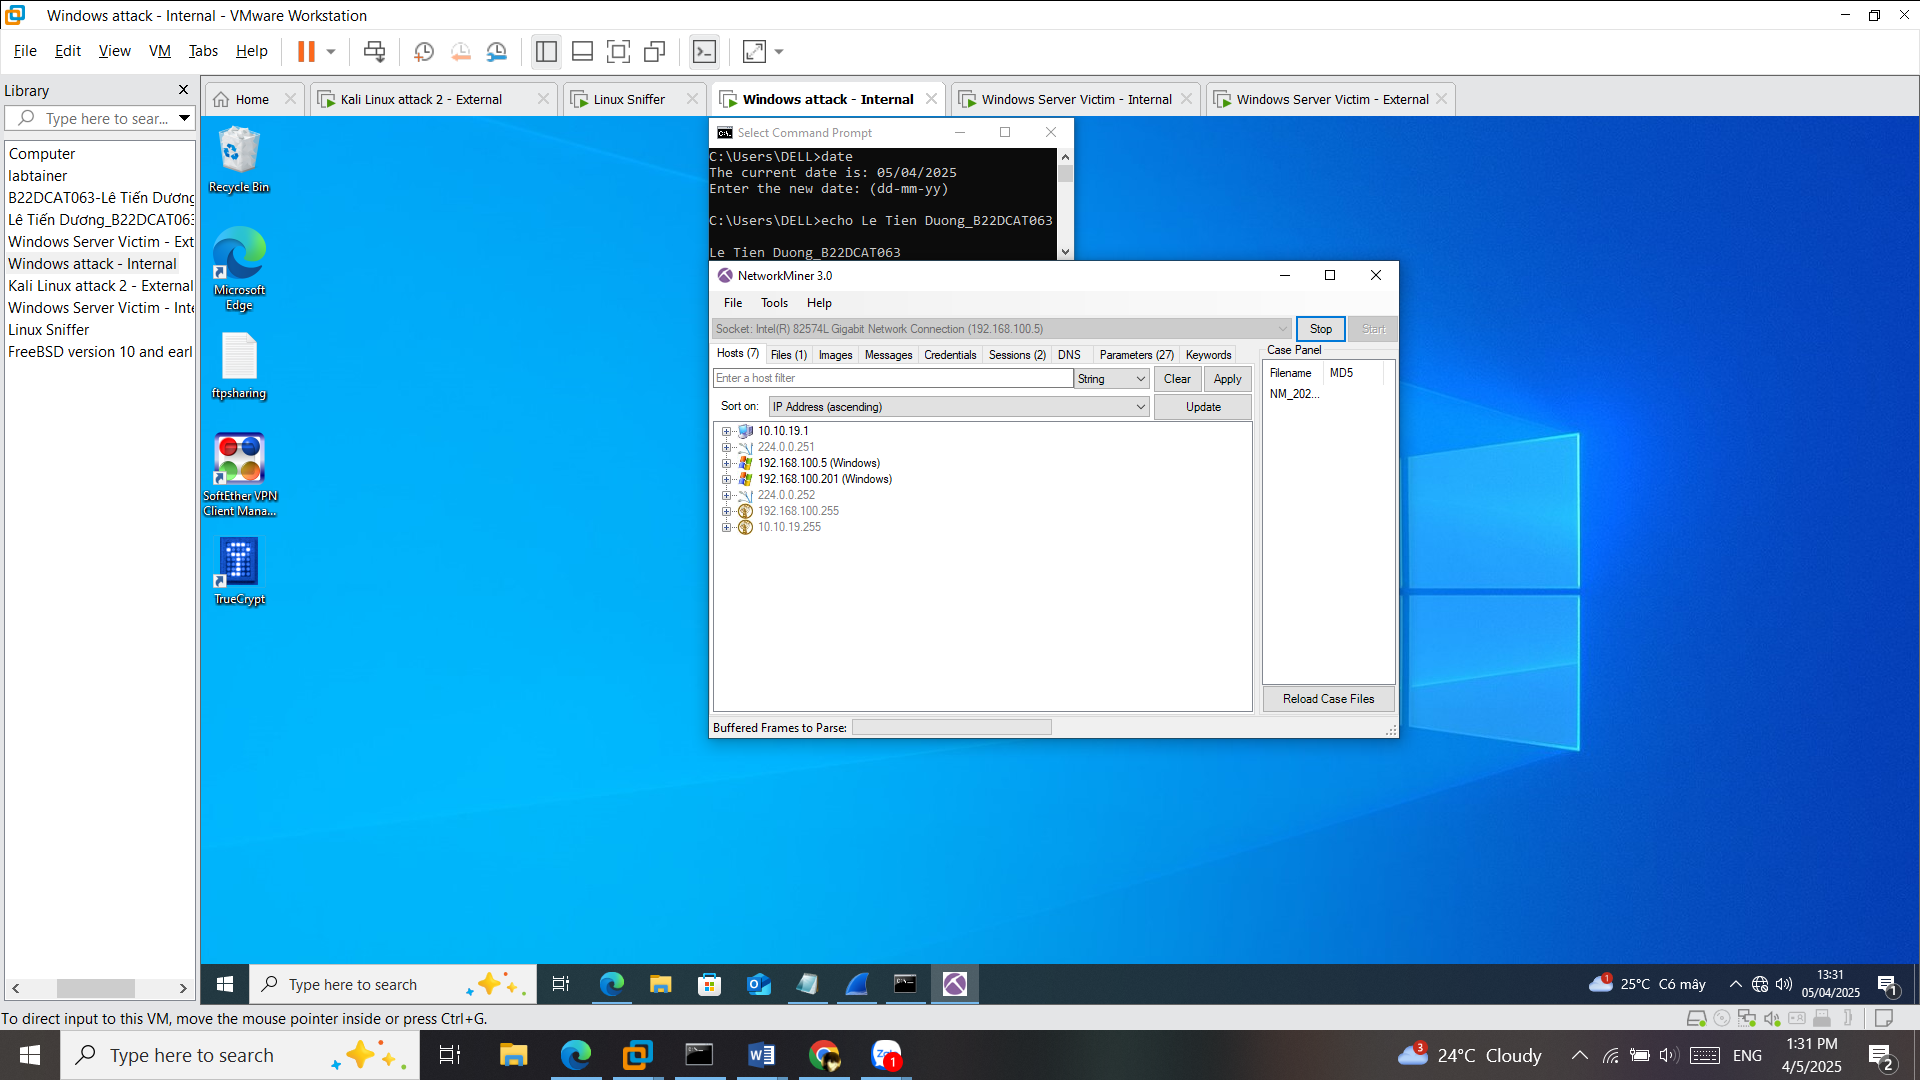 Windows attack - Internal - VMware Workstation
File Edit View VM Tabs Help
Library
Type here to sear...
Computer
labtainer
B22DCAT063-Lê Tiến Dương
Lê Tiến Dương_B22DCAT063
Windows Server Victim - Ext
Windows attack - Internal
Kali Linux attack 2 - External
Windows Server Victim - Inte
Linux Sniffer
FreeBSD version 10 and earl
Home
Kali Linux attack 2 - External
Linux Sniffer
Windows attack - Internal
Windows Server Victim - Internal
Windows Server Victim - External
Recycle Bin
Microsoft
Edge
ftpsharing
SoftEther VPN
Client Mana...
TrueCrypt
Select Command Prompt
C:\Users\DELL>date
The current date is: 05/04/2025
Enter the new date: (dd-mm-yy)
C:\Users\DELL>echo Le Tien Duong_B22DCAT063
Le Tien Duong_B22DCAT063
NetworkMiner 3.0
File Tools Help
Socket: Intel(R) 82574L Gigabit Network Connection (192.168.100.5)
Stop
Start
Hosts (7) Files (1) Images Messages Credentials Sessions (2) DNS Parameters (27) Keywords
Enter a host filter
String
Clear
Apply
Sort on:
IP Address (ascending)
Update
10.10.19.1
224.0.0.251
192.168.100.5 (Windows)
192.168.100.201 (Windows)
224.0.0.252
192.168.100.255
10.10.19.255
Case Panel
Filename MD5
NM_202...
Reload Case Files
Buffered Frames to Parse:
Type here to search
1
25°C Có mây
13:31
05/04/2025
1
To direct input to this VM, move the mouse pointer inside or press Ctrl+G.
Type here to search
Zalo
1
3
24°C Cloudy
ENG
1:31 PM
4/5/2025
2